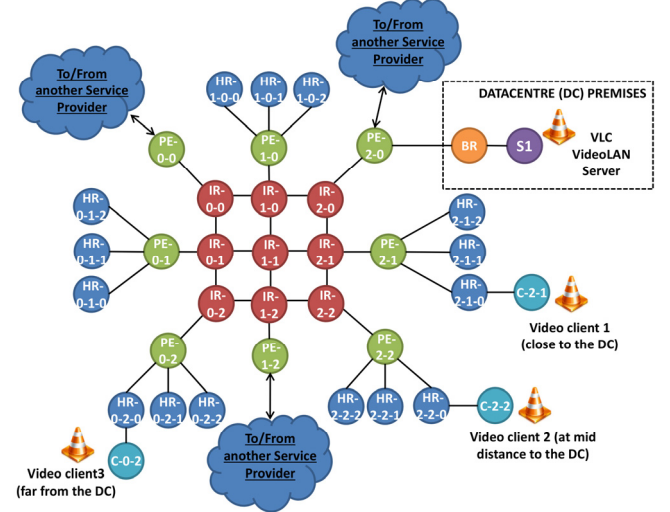 To/From
another Service
Provider
To/From
another Service
Provider
HR-
1-0-0
HR-
1-0-1
HR-
1-0-2
DATACENTRE (DC) PREMISES
PE-
0-0
PE-
1-0
PE-
2-0
BR
S1
VLC
VideoLAN
Server
IR-
0-0
IR-
1-0
IR-
2-0
HR-
0-1-2
HR-
0-1-1
HR-
0-1-0
PE-
0-1
IR-
0-1
IR-
1-1
IR-
2-1
PE-
2-1
HR-
2-1-2
HR-
2-1-1
HR-
2-1-0
C-2-1
Video client 1
(close to the DC)
IR-
0-2
IR-
1-2
IR-
2-2
PE-
0-2
PE-
1-2
PE-
2-2
HR-
0-2-0
HR-
0-2-1
HR-
0-2-2
HR-
2-2-2
HR-
2-2-1
HR-
2-2-0
C-2-2
Video client 2 (at mid
distance to the DC)
To/From
another Service
Provider
C-0-2
Video client3
(far from the DC)